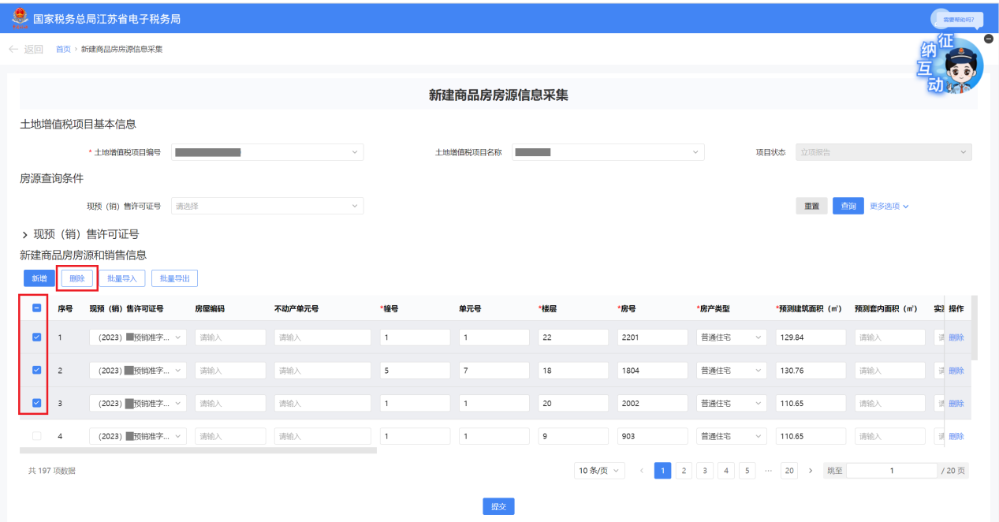 国家税务总局江苏省电子税务局
需要帮助吗?
征纳互动
返回 首页 › 新建商品房房源信息采集
新建商品房房源信息采集
土地增值税项目基本信息
* 土地增值税项目编号 土地增值税项目名称 项目状态 立项报告
房源查询条件
现预（销）售许可证号 请选择 重置 查询 更多选项
现预（销）售许可证号
新建商品房房源和销售信息
新增 删除 批量导入 批量导出
序号 现预（销）售许可证号 房屋编码 不动产单元号 *幢号 单元号 *楼层 *房号 *房产类型 *预测建筑面积（㎡） 预测套内面积（㎡） 操作
1 （2023） 预销准字... 请输入 请输入 1 1 22 2201 普通住宅 129.84 请输入 删除
2 （2023） 预销准字... 请输入 请输入 5 7 18 1804 普通住宅 130.76 请输入 删除
3 （2023） 预销准字... 请输入 请输入 1 1 20 2002 普通住宅 110.65 请输入 删除
4 （2023） 预销准字... 请输入 请输入 1 1 9 903 普通住宅 110.65 请输入 删除
共 197 项数据 10 条/页 ‹ 1 2 3 4 5 ··· 20 › 跳至 1 / 20 页
提交